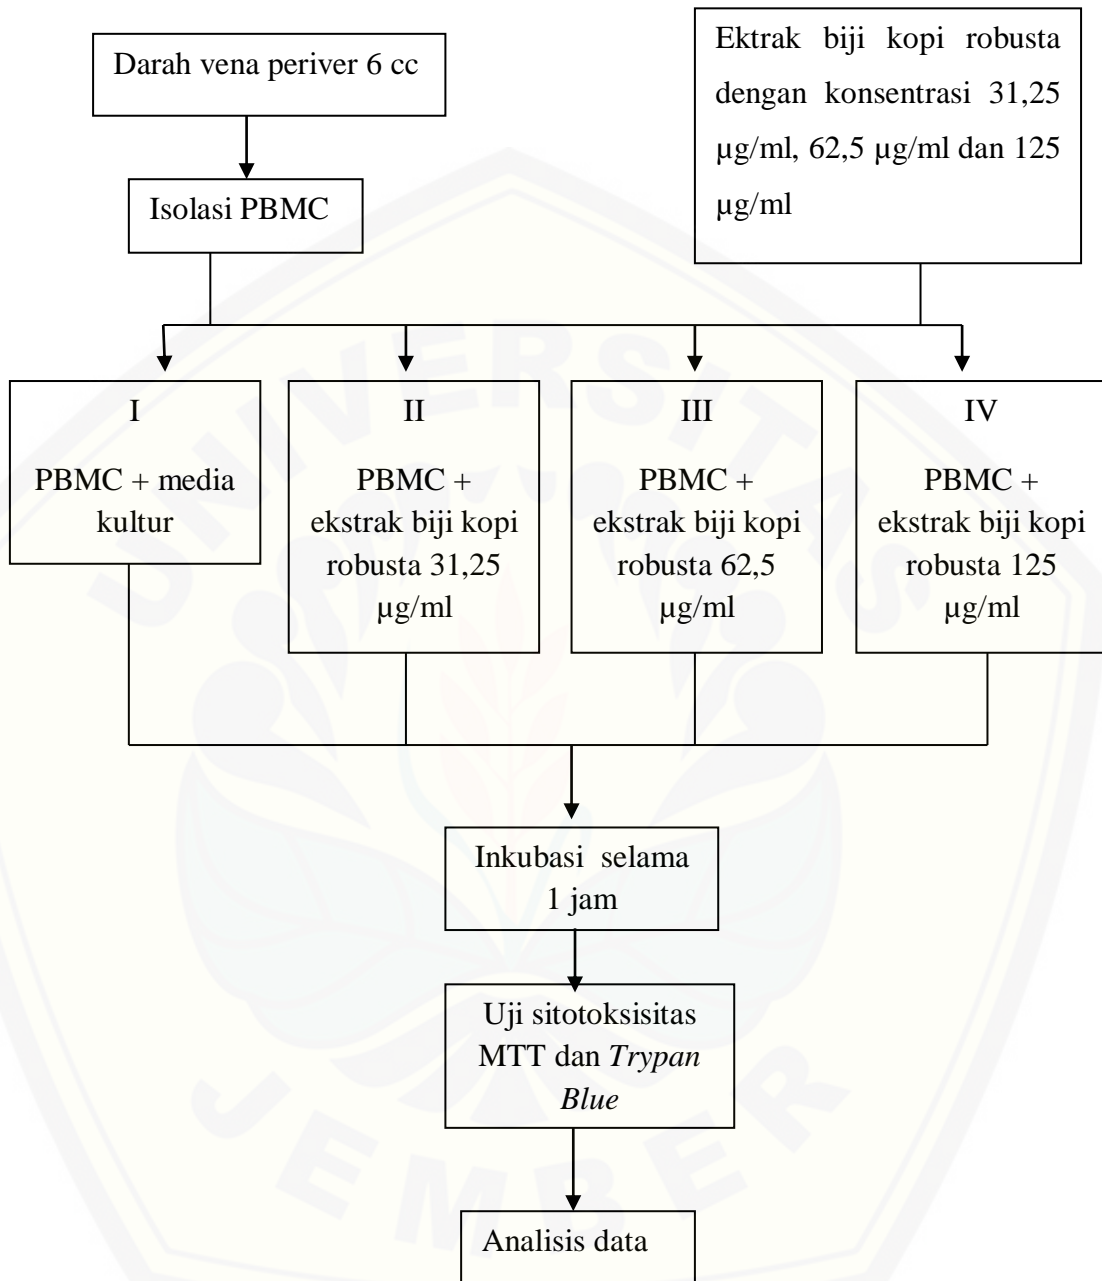 Darah vena periver 6 cc
Ektrak biji kopi robusta
dengan konsentrasi 31,25
µg/ml, 62,5 µg/ml dan 125
µg/ml
Isolasi PBMC
I
PBMC + media
kultur
II
PBMC +
ekstrak biji kopi
robusta 31,25
µg/ml
III
PBMC +
ekstrak biji kopi
robusta 62,5
µg/ml
IV
PBMC +
ekstrak biji kopi
robusta 125
µg/ml
Inkubasi selama
1 jam
Uji sitotoksisitas
MTT dan Trypan
Blue
Analisis data
UNIVERSITAS
JEMBER